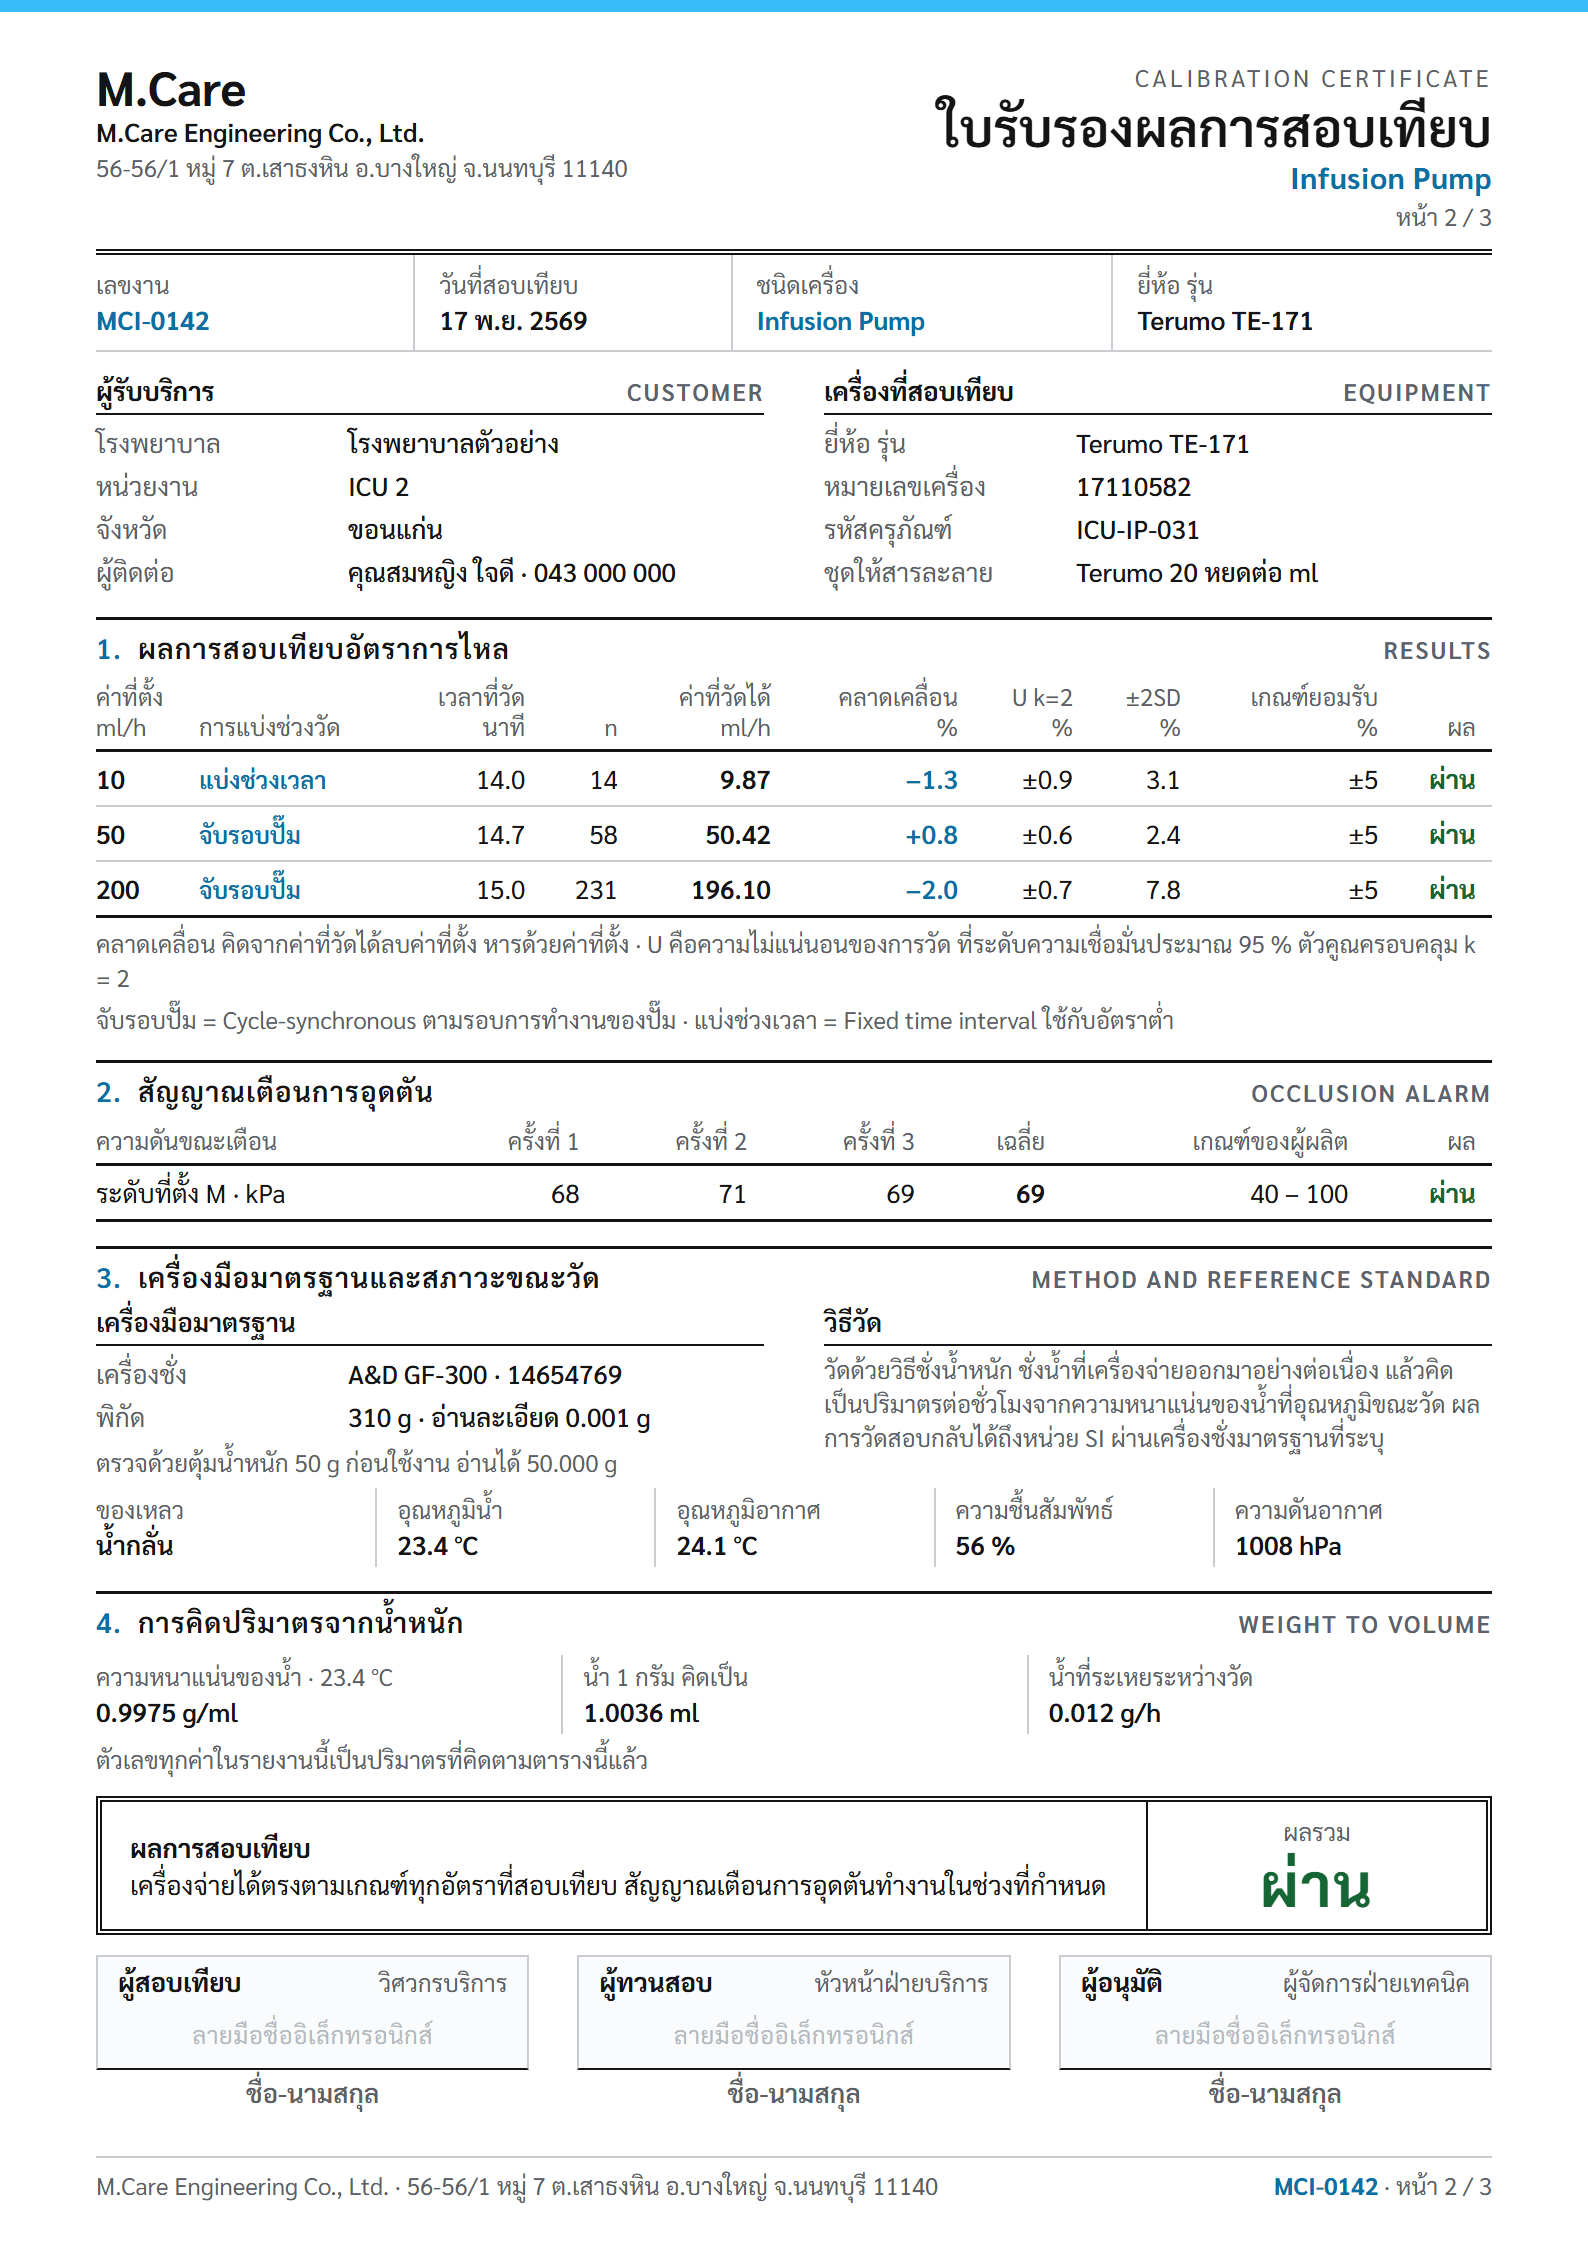 M.Care
M.Care Engineering Co., Ltd.
56-56/1 หมู่ 7 ต.เสาธงหิน อ.บางใหญ่ จ.นนทบุรี 11140
CALIBRATION CERTIFICATE
ใบรับรองผลการสอบเทียบ
Infusion Pump
หน้า 2 / 3
เลขงาน วันที่สอบเทียบ ชนิดเครื่อง ยี่ห้อ รุ่น
MCI-0142 17 พ.ย. 2569 Infusion Pump Terumo TE-171
ผู้รับบริการ CUSTOMER
โรงพยาบาล โรงพยาบาลตัวอย่าง
หน่วยงาน ICU 2
จังหวัด ขอนแก่น
ผู้ติดต่อ คุณสมหญิง ใจดี · 043 000 000
เครื่องที่สอบเทียบ EQUIPMENT
ยี่ห้อ รุ่น Terumo TE-171
หมายเลขเครื่อง 17110582
รหัสครุภัณฑ์ ICU-IP-031
ชุดให้สารละลาย Terumo 20 หยดต่อ ml
1. ผลการสอบเทียบอัตราการไหล RESULTS
ค่าที่ตั้ง เวลาที่วัด ค่าที่วัดได้ คลาดเคลื่อน U k=2 ±2SD เกณฑ์ยอมรับ
ml/h การแบ่งช่วงวัด นาที n ml/h % % % % ผล
10 แบ่งช่วงเวลา 14.0 14 9.87 −1.3 ±0.9 3.1 ±5 ผ่าน
50 จับรอบปั๊ม 14.7 58 50.42 +0.8 ±0.6 2.4 ±5 ผ่าน
200 จับรอบปั๊ม 15.0 231 196.10 −2.0 ±0.7 7.8 ±5 ผ่าน
คลาดเคลื่อน คิดจากค่าที่วัดได้ลบค่าที่ตั้ง หารด้วยค่าที่ตั้ง · U คือความไม่แน่นอนของการวัด ที่ระดับความเชื่อมั่นประมาณ 95 % ตัวคูณครอบคลุม k
= 2
จับรอบปั๊ม = Cycle-synchronous ตามรอบการทำงานของปั๊ม · แบ่งช่วงเวลา = Fixed time interval ใช้กับอัตราต่ำ
2. สัญญาณเตือนการอุดตัน OCCLUSION ALARM
ความดันขณะเตือน ครั้งที่ 1 ครั้งที่ 2 ครั้งที่ 3 เฉลี่ย เกณฑ์ของผู้ผลิต ผล
ระดับที่ตั้ง M · kPa 68 71 69 69 40 – 100 ผ่าน
3. เครื่องมือมาตรฐานและสภาวะขณะวัด METHOD AND REFERENCE STANDARD
เครื่องมือมาตรฐาน
เครื่องชั่ง A&D GF-300 · 14654769
พิกัด 310 g · อ่านละเอียด 0.001 g
ตรวจด้วยตุ้มน้ำหนัก 50 g ก่อนใช้งาน อ่านได้ 50.000 g
วิธีวัด
วัดด้วยวิธีชั่งน้ำหนัก ชั่งน้ำที่เครื่องจ่ายออกมาอย่างต่อเนื่อง แล้วคิด
เป็นปริมาตรต่อชั่วโมงจากความหนาแน่นของน้ำที่อุณหภูมิขณะวัด ผล
การวัดสอบกลับได้ถึงหน่วย SI ผ่านเครื่องชั่งมาตรฐานที่ระบุ
ของเหลว อุณหภูมิน้ำ อุณหภูมิอากาศ ความชื้นสัมพัทธ์ ความดันอากาศ
น้ำกลั่น 23.4 °C 24.1 °C 56 % 1008 hPa
4. การคิดปริมาตรจากน้ำหนัก WEIGHT TO VOLUME
ความหนาแน่นของน้ำ · 23.4 °C น้ำ 1 กรัม คิดเป็น น้ำที่ระเหยระหว่างวัด
0.9975 g/ml 1.0036 ml 0.012 g/h
ตัวเลขทุกค่าในรายงานนี้เป็นปริมาตรที่คิดตามตารางนี้แล้ว
ผลการสอบเทียบ
เครื่องจ่ายได้ตรงตามเกณฑ์ทุกอัตราที่สอบเทียบ สัญญาณเตือนการอุดตันทำงานในช่วงที่กำหนด
ผลรวม
ผ่าน
ผู้สอบเทียบ วิศวกรบริการ ผู้ทวนสอบ หัวหน้าฝ่ายบริการ ผู้อนุมัติ ผู้จัดการฝ่ายเทคนิค
ลายมือชื่ออิเล็กทรอนิกส์ ลายมือชื่ออิเล็กทรอนิกส์ ลายมือชื่ออิเล็กทรอนิกส์
ชื่อ-นามสกุล ชื่อ-นามสกุล ชื่อ-นามสกุล
M.Care Engineering Co., Ltd. · 56-56/1 หมู่ 7 ต.เสาธงหิน อ.บางใหญ่ จ.นนทบุรี 11140 MCI-0142 · หน้า 2 / 3